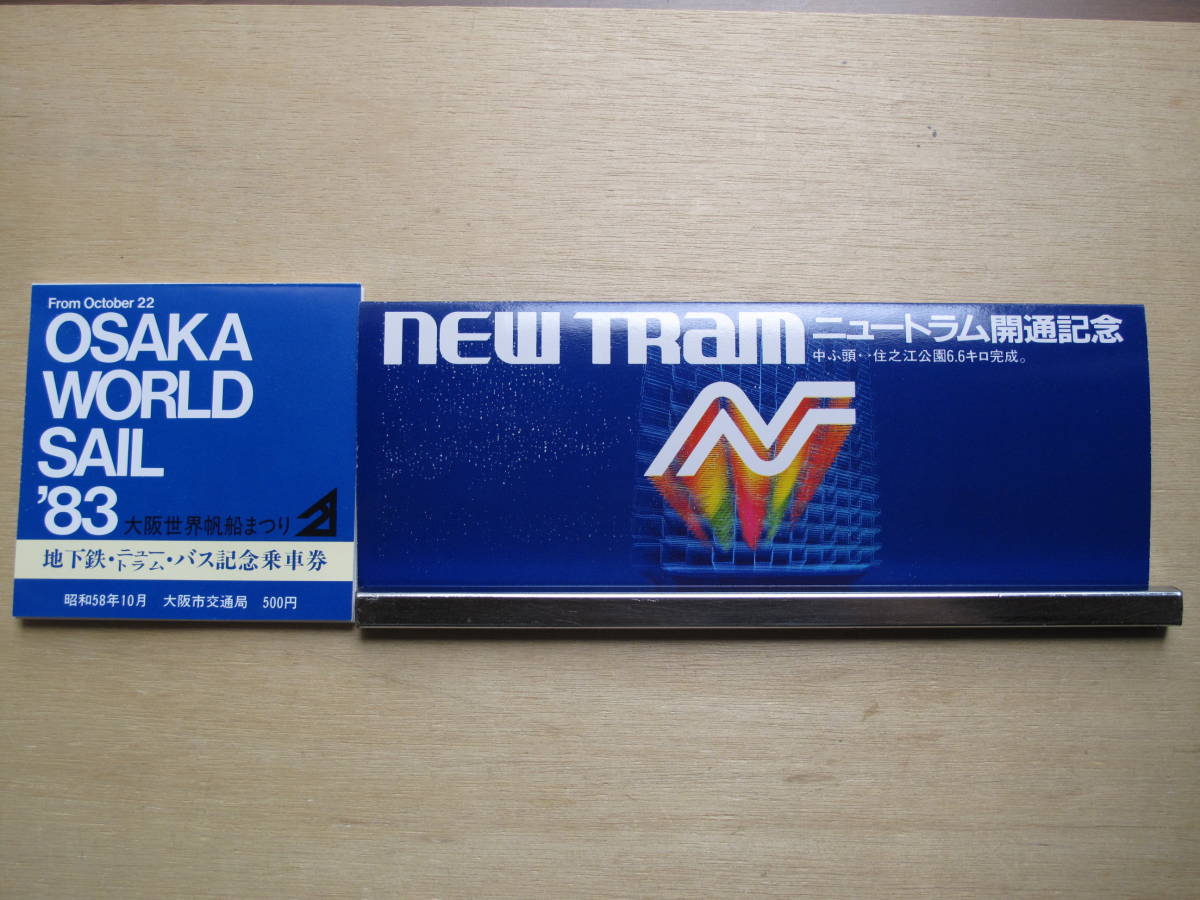 From October 22
OSAKA
WORLD
SAIL
'83
大阪世界帆船まつり
地下鉄・ニュートラム・バス記念乗車券
昭和58年10月 大阪市交通局 500円
NEW TRAM
ニュートラム開通記念
中ふ頭‥住之江公園6.6キロ完成。